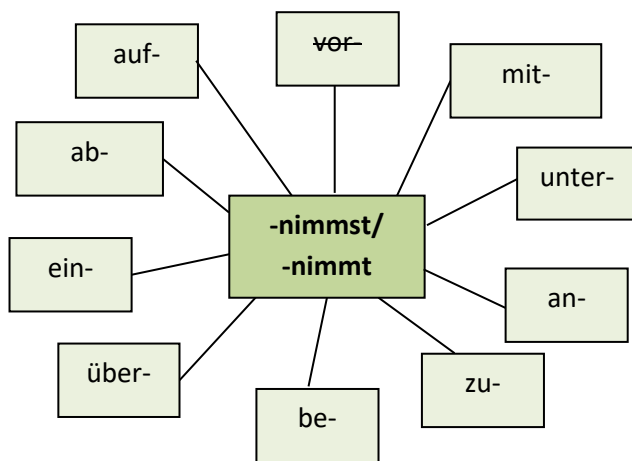 vor-
auf-
mit-
ab-
unter-
-nimmst/
-nimmt
ein-
an-
über-
zu-
be-